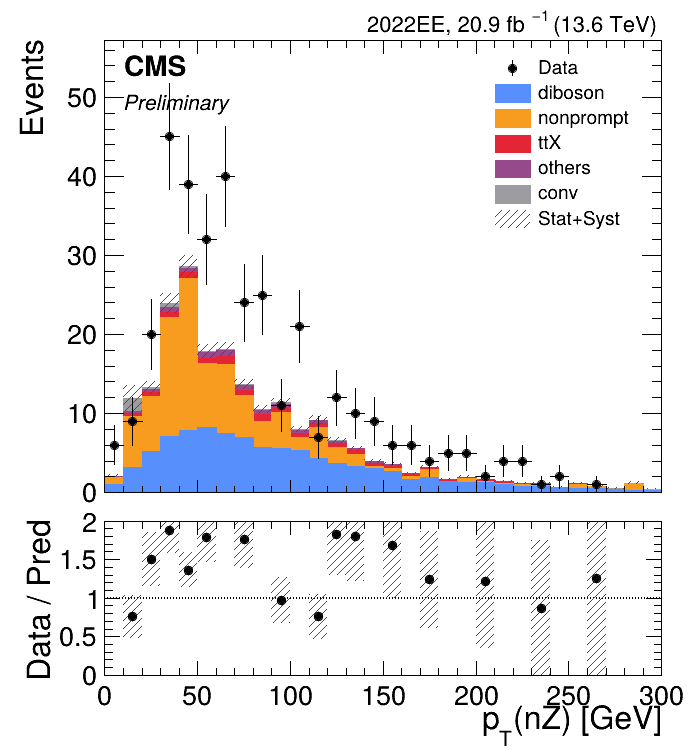 2022EE, 20.9 fb⁻¹ (13.6 TeV)
CMS
Preliminary
Events
50
40
30
20
10
0
Data
diboson
nonprompt
ttX
others
conv
Stat+Syst
Data / Pred
2
1.5
1
0.5
0
0 50 100 150 200 250 300
p_T(nZ) [GeV]